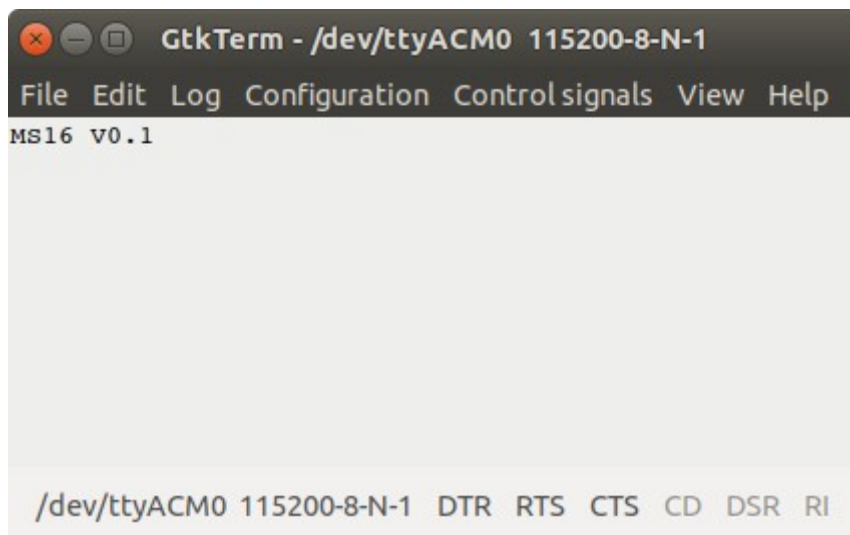 GtkTerm - /dev/ttyACM0 115200-8-N-1
File Edit Log Configuration Control signals View Help
MS16 V0.1
/dev/ttyACM0 115200-8-N-1 DTR RTS CTS CD DSR RI